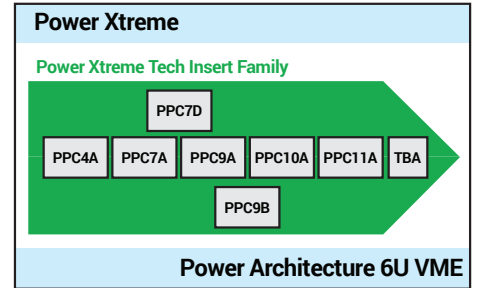 Power Xtreme
Power Xtreme Tech Insert Family
PPC7D
PPC4A PPC7A PPC9A PPC10A PPC11A TBA
PPC9B
Power Architecture 6U VME